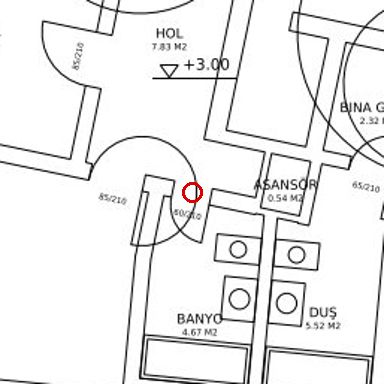 HOL
7.83 M2
85/210
+3.00
BINA G
2.32
ASANSÖR
0.54 M2
65/210
85/210
60/210
BANYO
4.67 M2
DUŞ
5.52 M2